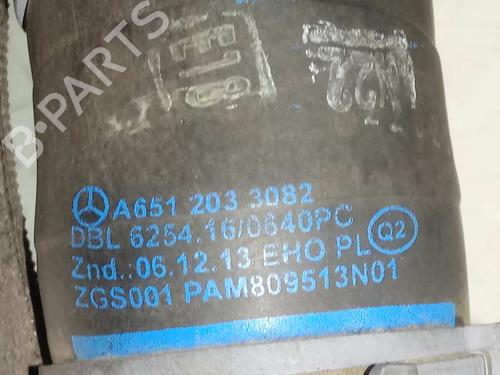 B-PARTS
A651 203 3082
DBL 6254.16/0640PC
Znd.:06.12.13 EHO PL Q2
ZGS001 PAM809513N01